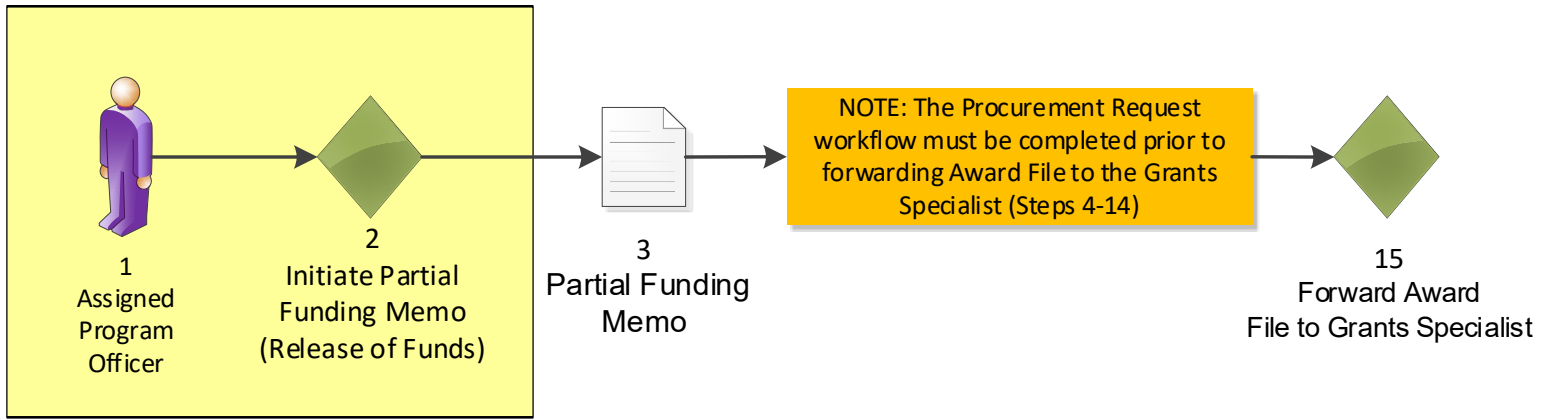 1
Assigned
Program
Officer
2
Initiate Partial
Funding Memo
(Release of Funds)
3
Partial Funding
Memo
NOTE: The Procurement Request
workflow must be completed prior to
forwarding Award File to the Grants
Specialist (Steps 4-14)
15
Forward Award
File to Grants Specialist